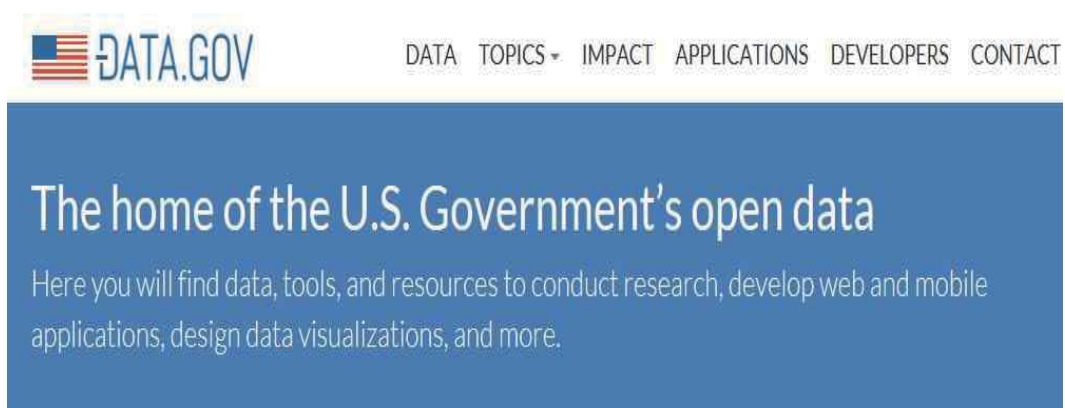 DATA.GOV
DATA TOPICS IMPACT APPLICATIONS DEVELOPERS CONTACT
The home of the U.S. Government’s open data
Here you will find data, tools, and resources to conduct research, develop web and mobile
applications, design data visualizations, and more.